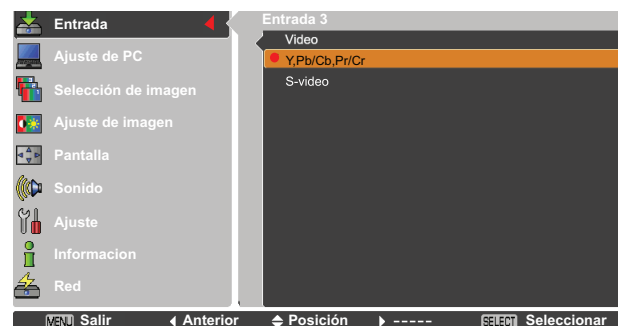 Entrada
Ajuste de PC
Selección de imagen
Ajuste de imagen
Pantalla
Sonido
Ajuste
Informacion
Red
Entrada 3
Video
Y,Pb/Cb,Pr/Cr
S-video
MENU Salir Anterior Posición ----- SELECT Seleccionar